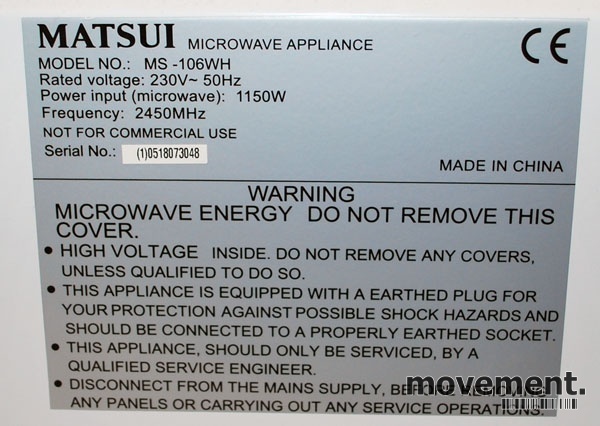 MATSUI MICROWAVE APPLIANCE
MODEL NO.: MS -106WH
Rated voltage: 230V~ 50Hz
Power input (microwave): 1150W
Frequency: 2450MHz
NOT FOR COMMERCIAL USE
Serial No.: (1)0518073048
CE
MADE IN CHINA
WARNING
MICROWAVE ENERGY DO NOT REMOVE THIS
COVER.
• HIGH VOLTAGE INSIDE. DO NOT REMOVE ANY COVERS,
UNLESS QUALIFIED TO DO SO.
• THIS APPLIANCE IS EQUIPPED WITH A EARTHED PLUG FOR
YOUR PROTECTION AGAINST POSSIBLE SHOCK HAZARDS AND
SHOULD BE CONNECTED TO A PROPERLY EARTHED SOCKET.
• THIS APPLIANCE, SHOULD ONLY BE SERVICED, BY A
QUALIFIED SERVICE ENGINEER.
• DISCONNECT FROM THE MAINS SUPPLY, BEFORE REMOVING
ANY PANELS OR CARRYING OUT ANY SERVICE OPERATIONS.
movement.